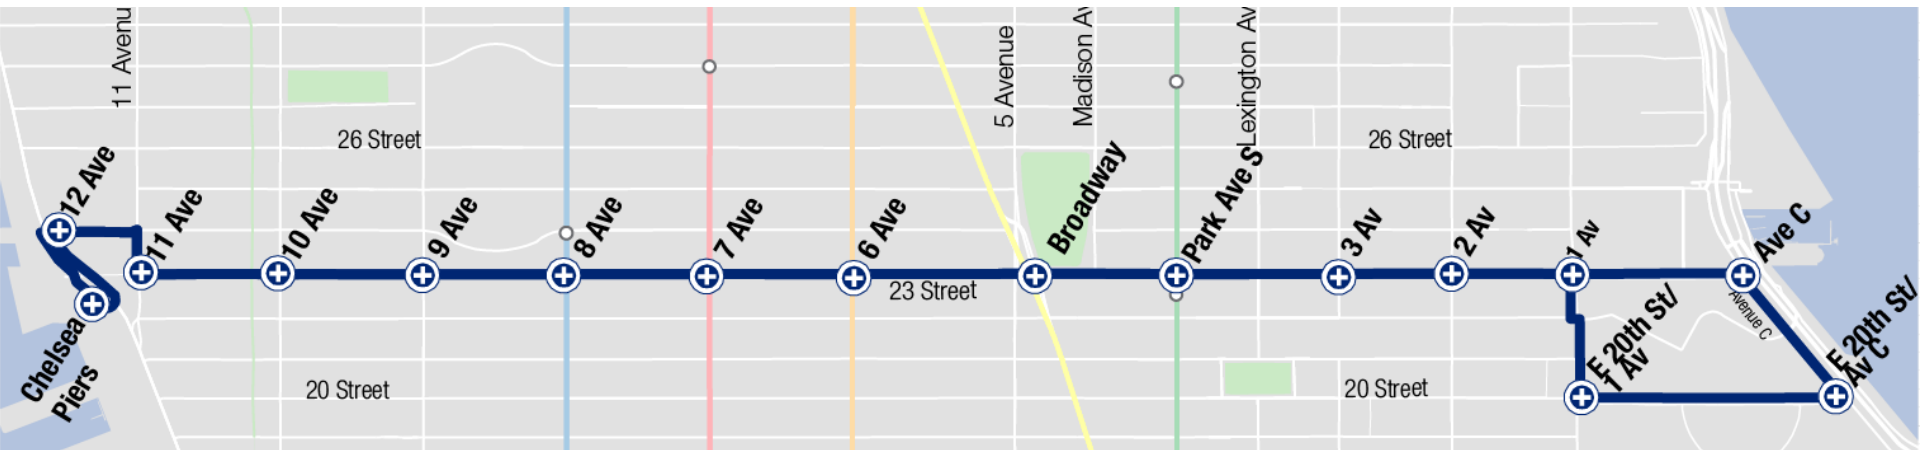 11 Avenu
5 Avenue
Madison Av
Lexington Av
26 Street
26 Street
12 Ave
11 Ave
10 Ave
9 Ave
8 Ave
7 Ave
6 Ave
Broadway
Park Ave S
3 Av
2 Av
1 Av
Ave C
23 Street
Avenue C
Chelsea
Piers
20 Street
20 Street
E 20th St/
1 Av
E 20th St/
Av C